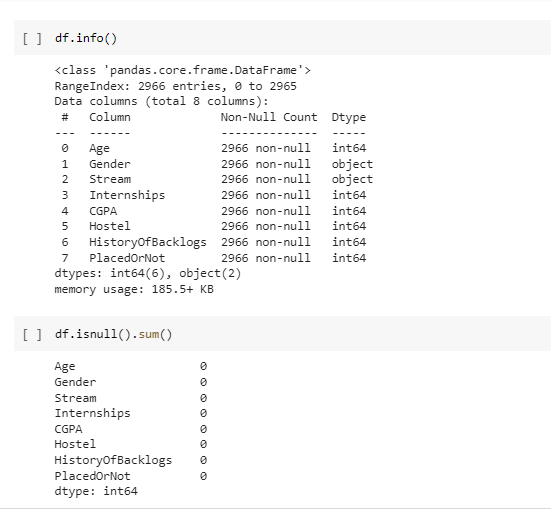 [ ] df.info()
<class 'pandas.core.frame.DataFrame'>
RangeIndex: 2966 entries, 0 to 2965
Data columns (total 8 columns):
 #   Column             Non-Null Count  Dtype
---  ------             --------------  -----
 0   Age                2966 non-null   int64
 1   Gender             2966 non-null   object
 2   Stream             2966 non-null   object
 3   Internships        2966 non-null   int64
 4   CGPA               2966 non-null   int64
 5   Hostel             2966 non-null   int64
 6   HistoryOfBacklogs  2966 non-null   int64
 7   PlacedOrNot        2966 non-null   int64
dtypes: int64(6), object(2)
memory usage: 185.5+ KB
[ ] df.isnull().sum()
Age                  0
Gender               0
Stream               0
Internships          0
CGPA                 0
Hostel               0
HistoryOfBacklogs    0
PlacedOrNot          0
dtype: int64